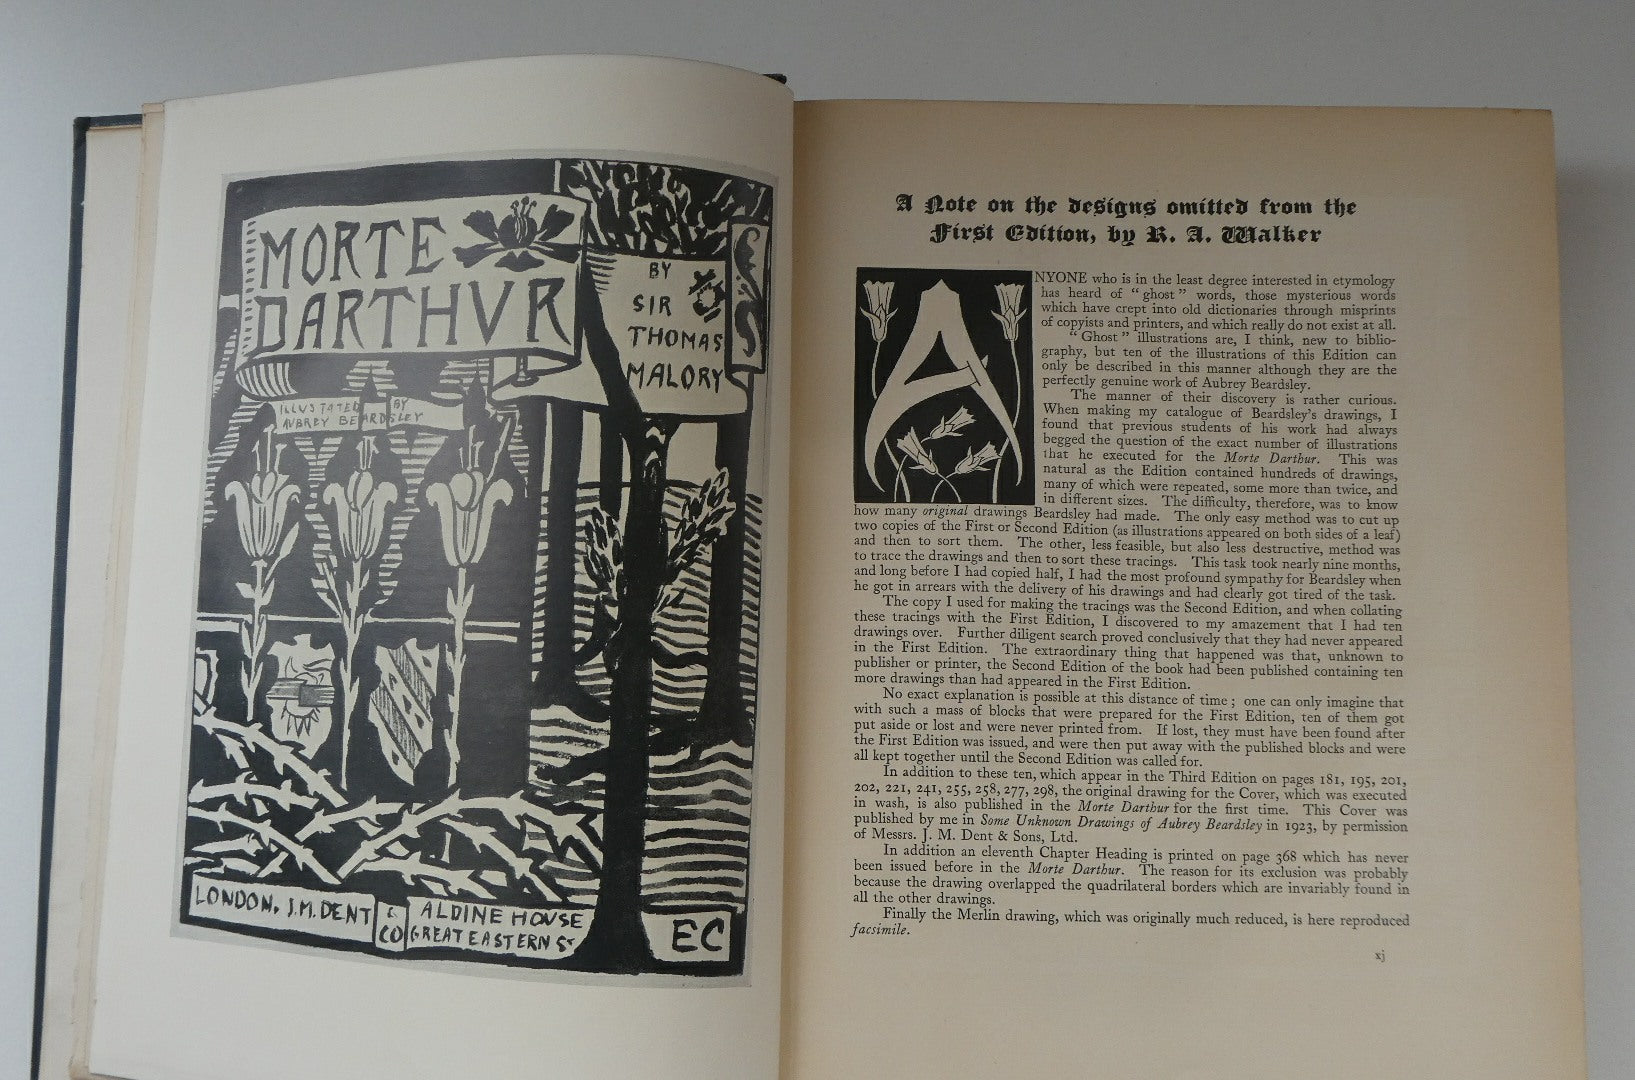 MORTE
DARTHVR
BY
SIR
THOMAS
MALORY
ILLVSTATED BY
AVBREY BEARDSLEY
LONDON. J.M. DENT
& CO
ALDINE HOUSE
GREAT EASTERN ST
EC
A Note on the designs omitted from the
First Edition, by R. A. Walker
ANYONE who is in the least degree interested in etymology
has heard of "ghost" words, those mysterious words
which have crept into old dictionaries through misprints
of copyists and printers, and which really do not exist at all.
"Ghost" illustrations are, I think, new to biblio-
graphy, but ten of the illustrations of this Edition can
only be described in this manner although they are the
perfectly genuine work of Aubrey Beardsley.
The manner of their discovery is rather curious.
When making my catalogue of Beardsley's drawings, I
found that previous students of his work had always
begged the question of the exact number of illustrations
that he executed for the Morte Darthur. This was
natural as the Edition contained hundreds of drawings,
many of which were repeated, some more than twice, and
in different sizes. The difficulty, therefore, was to know
how many original drawings Beardsley had made. The only easy method was to cut up
two copies of the First or Second Edition (as illustrations appeared on both sides of a leaf)
and then to sort them. The other, less feasible, but also less destructive, method was
to trace the drawings and then to sort these tracings. This task took nearly nine months,
and long before I had copied half, I had the most profound sympathy for Beardsley when
he got in arrears with the delivery of his drawings and had clearly got tired of the task.
The copy I used for making the tracings was the Second Edition, and when collating
these tracings with the First Edition, I discovered to my amazement that I had ten
drawings over. Further diligent search proved conclusively that they had never appeared
in the First Edition. The extraordinary thing that happened was that, unknown to
publisher or printer, the Second Edition of the book had been published containing ten
more drawings than had appeared in the First Edition.
No exact explanation is possible at this distance of time; one can only imagine that
with such a mass of blocks that were prepared for the First Edition, ten of them got
put aside or lost and were never printed from. If lost, they must have been found after
the First Edition was issued, and were then put away with the published blocks and were
all kept together until the Second Edition was called for.
In addition to these ten, which appear in the Third Edition on pages 181, 195, 201,
202, 221, 241, 255, 258, 277, 298, the original drawing for the Cover, which was executed
in wash, is also published in the Morte Darthur for the first time. This Cover was
published by me in Some Unknown Drawings of Aubrey Beardsley in 1923, by permission
of Messrs. J. M. Dent & Sons, Ltd.
In addition an eleventh Chapter Heading is printed on page 368 which has never
been issued before in the Morte Darthur. The reason for its exclusion was probably
because the drawing overlapped the quadrilateral borders which are invariably found in
all the other drawings.
Finally the Merlin drawing, which was originally much reduced, is here reproduced
facsimile.
xj